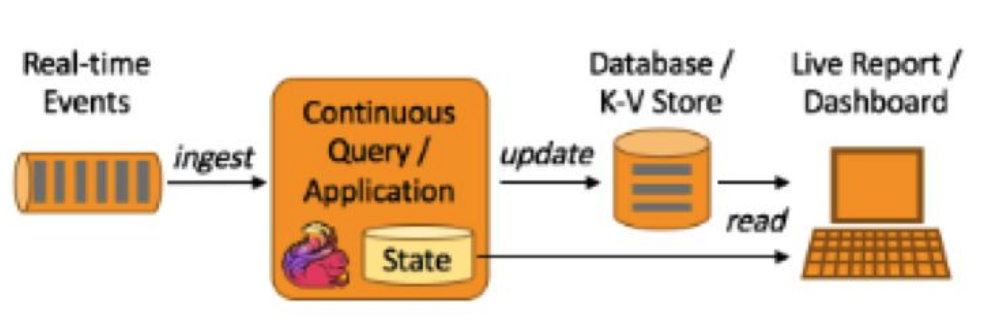 Real-time
Events
ingest
Continuous
Query /
Application
State
update
Database /
K-V Store
read
Live Report /
Dashboard